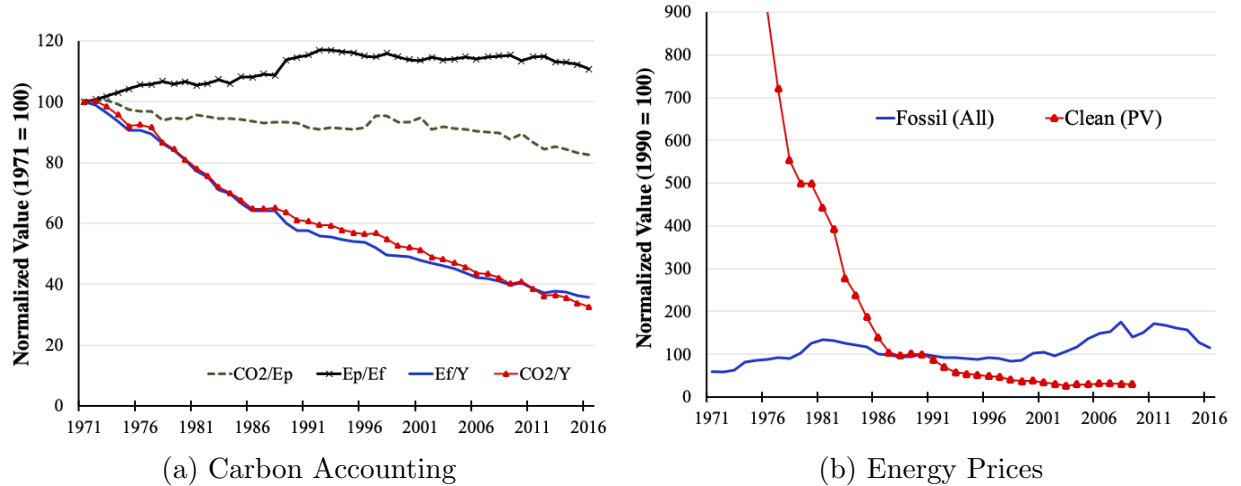 Normalized Value (1971 = 100)
120
100
80
60
40
20
0
CO2/Ep
Ep/Ef
Ef/Y
CO2/Y
1971 1976 1981 1986 1991 1996 2001 2006 2011 2016
(a) Carbon Accounting
Normalized Value (1990 = 100)
900
800
700
600
500
400
300
200
100
0
Fossil (All)
Clean (PV)
1971 1976 1981 1986 1991 1996 2001 2006 2011 2016
(b) Energy Prices